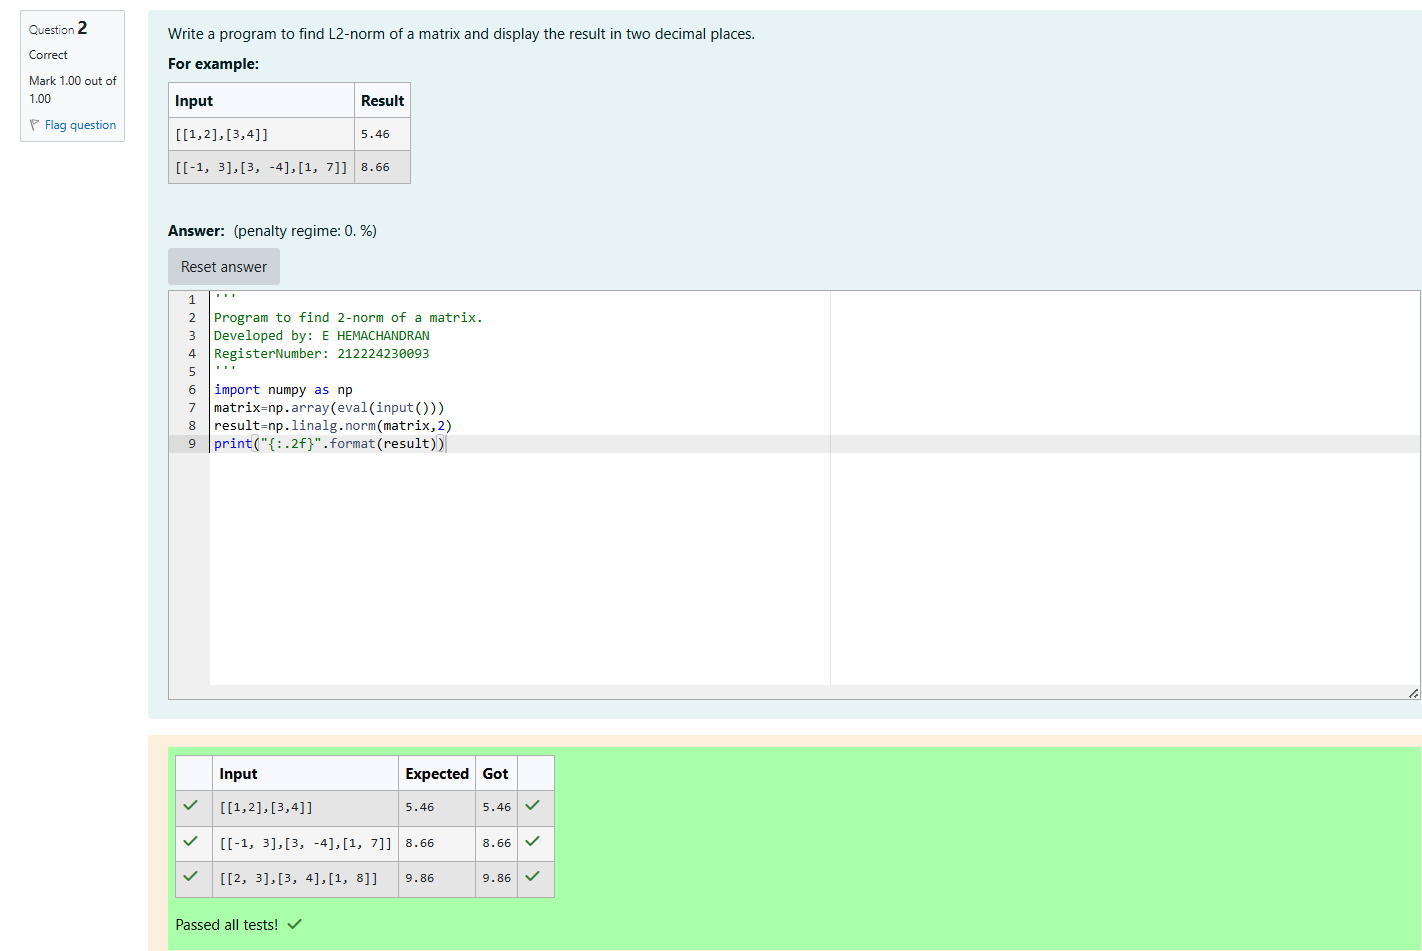 Question 2
Correct
Mark 1.00 out of
1.00
Flag question
Write a program to find L2-norm of a matrix and display the result in two decimal places.
For example:
Input Result
[[1,2],[3,4]] 5.46
[[-1, 3],[3, -4],[1, 7]] 8.66
Answer: (penalty regime: 0. %)
Reset answer
1 '''
2 Program to find 2-norm of a matrix.
3 Developed by: E HEMACHANDRAN
4 RegisterNumber: 212224230093
5 '''
6 import numpy as np
7 matrix=np.array(eval(input()))
8 result=np.linalg.norm(matrix,2)
9 print("{:.2f}".format(result))
Input Expected Got
[[1,2],[3,4]] 5.46 5.46
[[-1, 3],[3, -4],[1, 7]] 8.66 8.66
[[2, 3],[3, 4],[1, 8]] 9.86 9.86
Passed all tests!